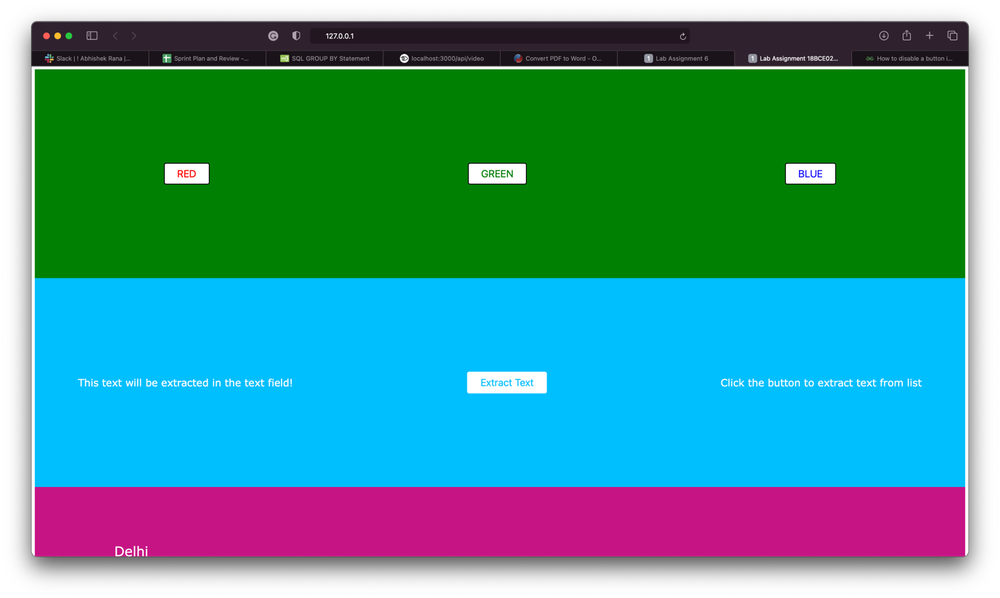 127.0.0.1
Slack | ! Abhishek Rana |...
Sprint Plan and Review -...
SQL GROUP BY Statement
localhost:3000/api/video
Convert PDF to Word - O...
1 Lab Assignment 6
1 Lab Assignment 18BCE02...
How to disable a button i...
RED
GREEN
BLUE
This text will be extracted in the text field!
Extract Text
Click the button to extract text from list
Delhi